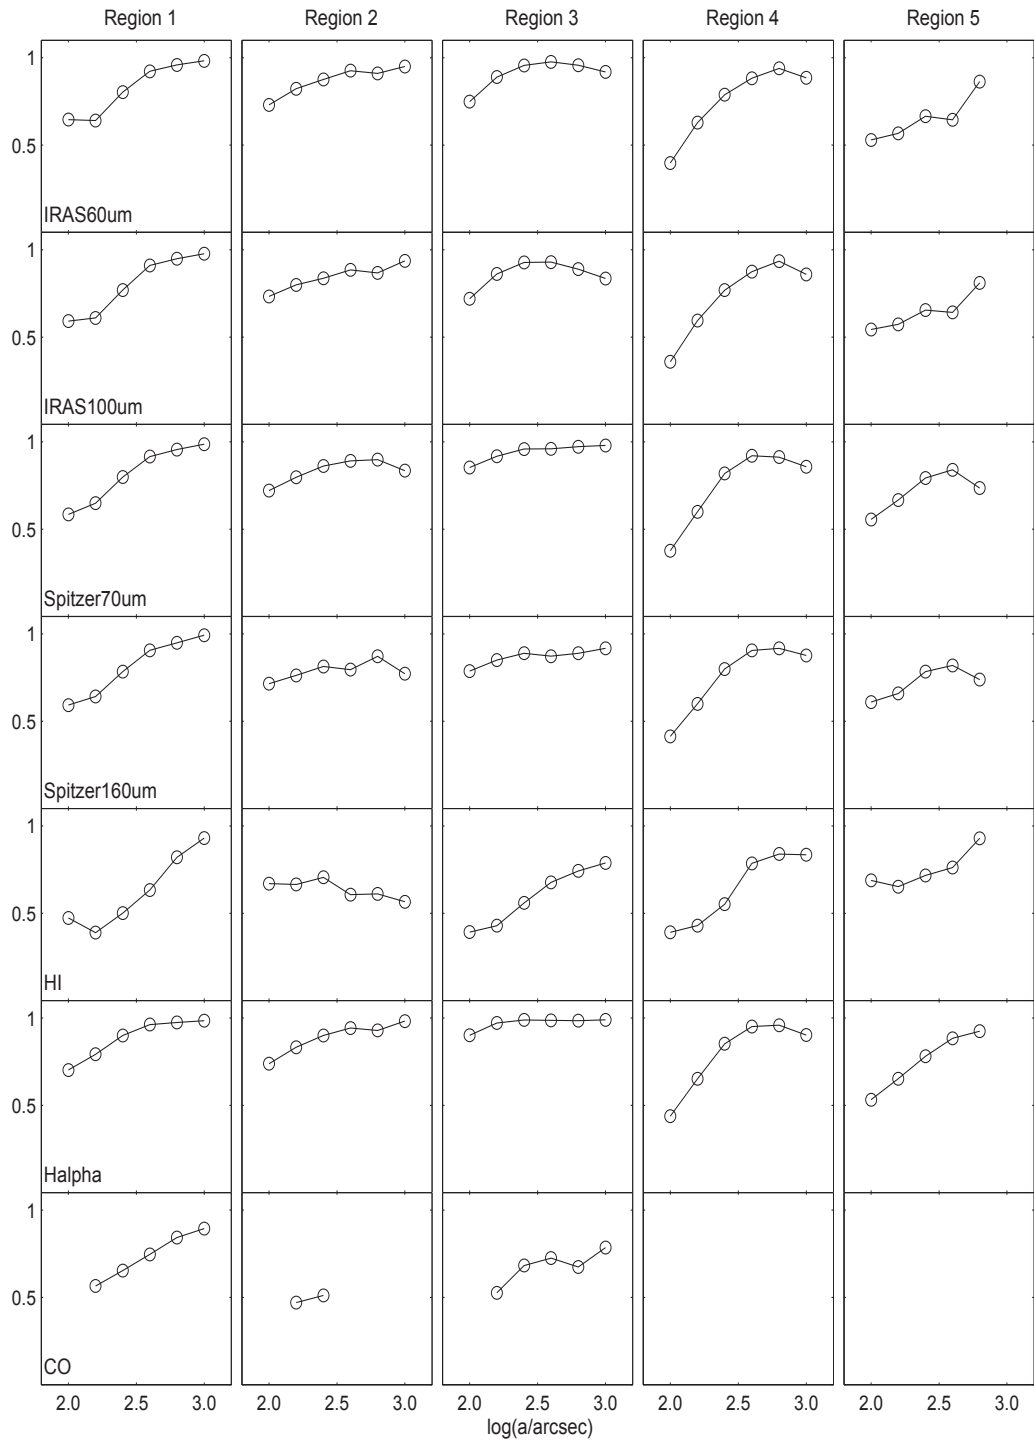 Region 1 Region 2 Region 3 Region 4 Region 5
1
0.5
IRAS60um
1
0.5
IRAS100um
1
0.5
Spitzer70um
1
0.5
Spitzer160um
1
0.5
HI
1
0.5
Halpha
1
0.5
CO
2.0 2.5 3.0 2.0 2.5 3.0 2.0 2.5 3.0 2.0 2.5 3.0 2.0 2.5 3.0
log(a/arcsec)